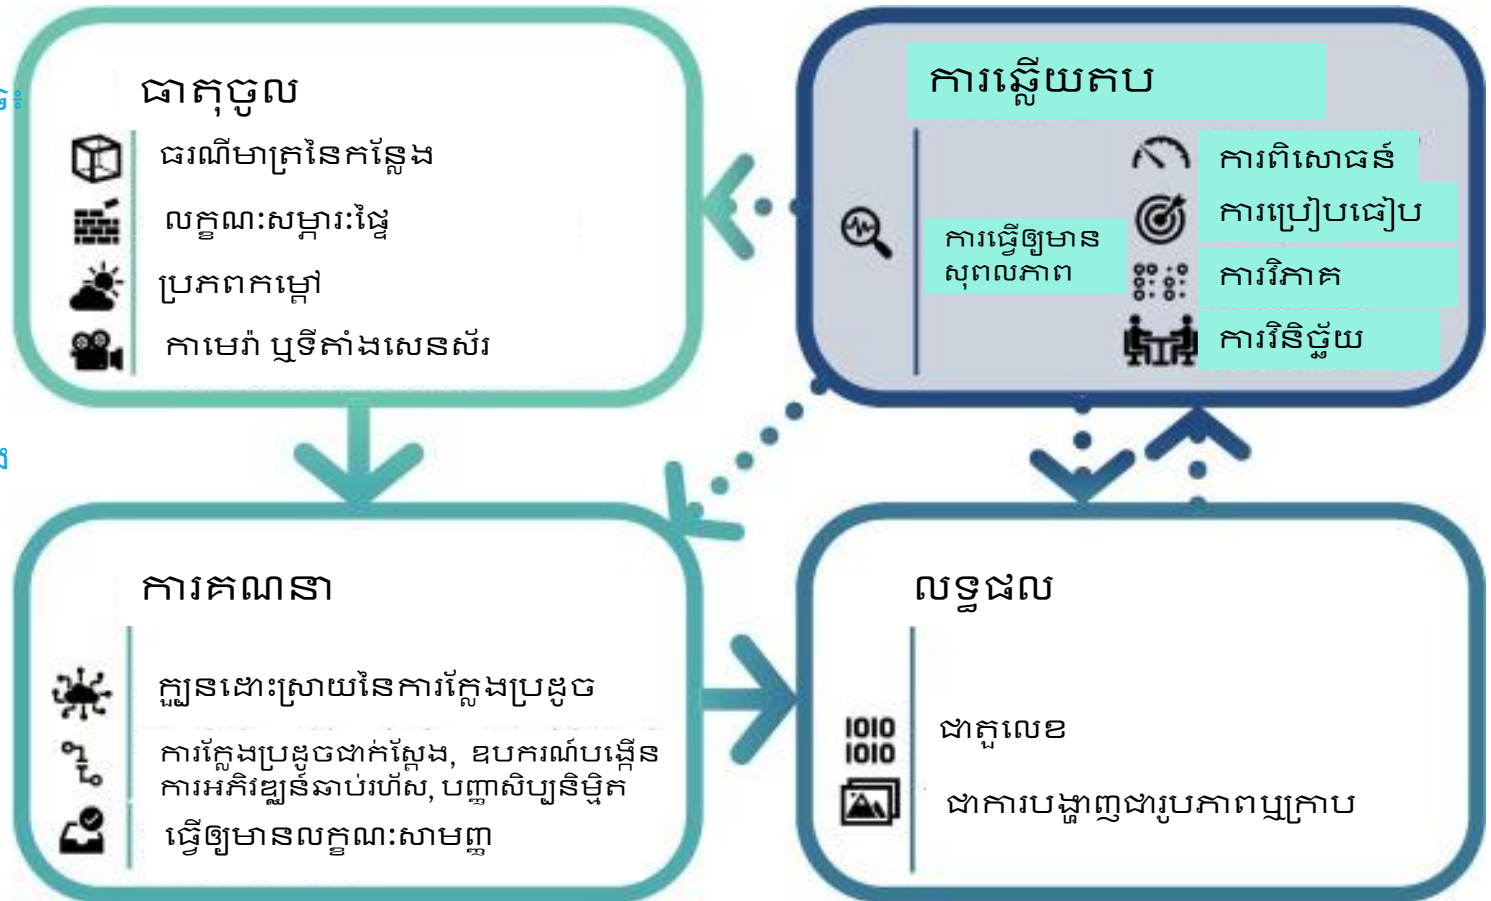 ធាតុចូល
ធរណីមាត្រនៃកន្លែង
លក្ខណៈសម្ភារៈផ្ទៃ
ប្រភពកម្ដៅ
កាមេរ៉ា ឬទីតាំងសេនស័រ
ការឆ្លើយតប
ការធ្វើឲ្យមាន
សុពលភាព
ការពិសោធន៍
ការប្រៀបធៀប
ការវិភាគ
ការវិនិច្ឆ័យ
ការគណនា
ក្បួនដោះស្រាយនៃការក្លែងប្រដូច
ការក្លែងប្រដូចជាក់ស្តែង, ឧបករណ៍បង្កើន
ការអភិវឌ្ឍន៍ឆាប់រហ័ស, បញ្ញាសិប្បនិម្មិត
ធ្វើឲ្យមានលក្ខណៈសាមញ្ញ
លទ្ធផល
1010
1010
ជាតួលេខ
ជាការបង្ហាញជារូបភាពឬក្រាប